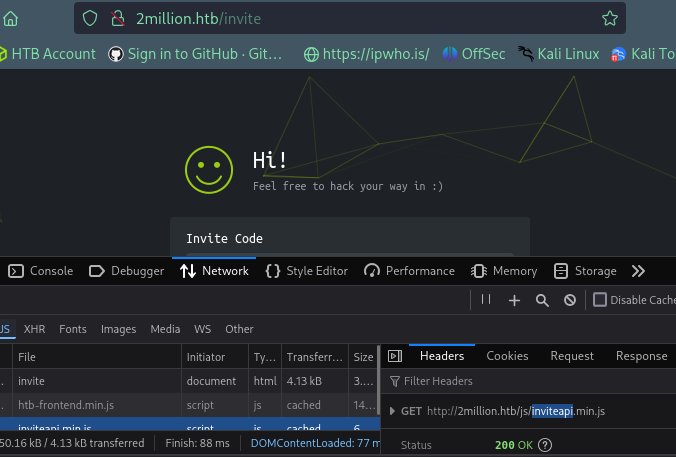 2million.htb/invite
HTB Account Sign in to GitHub · Git… https://ipwho.is/ OffSec Kali Linux Kali To
Hi!
Feel free to hack your way in :)
Invite Code
Console Debugger Network Style Editor Performance Memory Storage
Disable Cache
JS XHR Fonts Images Media WS Other
File Initiator Ty… Transferr… Size
Headers Cookies Request Response
invite document html 4.13 kB 3.…
Filter Headers
htb-frontend.min.js script js cached 14…
GET http://2million.htb/js/inviteapi.min.js
inviteapi.min.js script js cached 6
50.16 kB / 4.13 kB transferred Finish: 88 ms DOMContentLoaded: 77 m
Status 200 OK ?